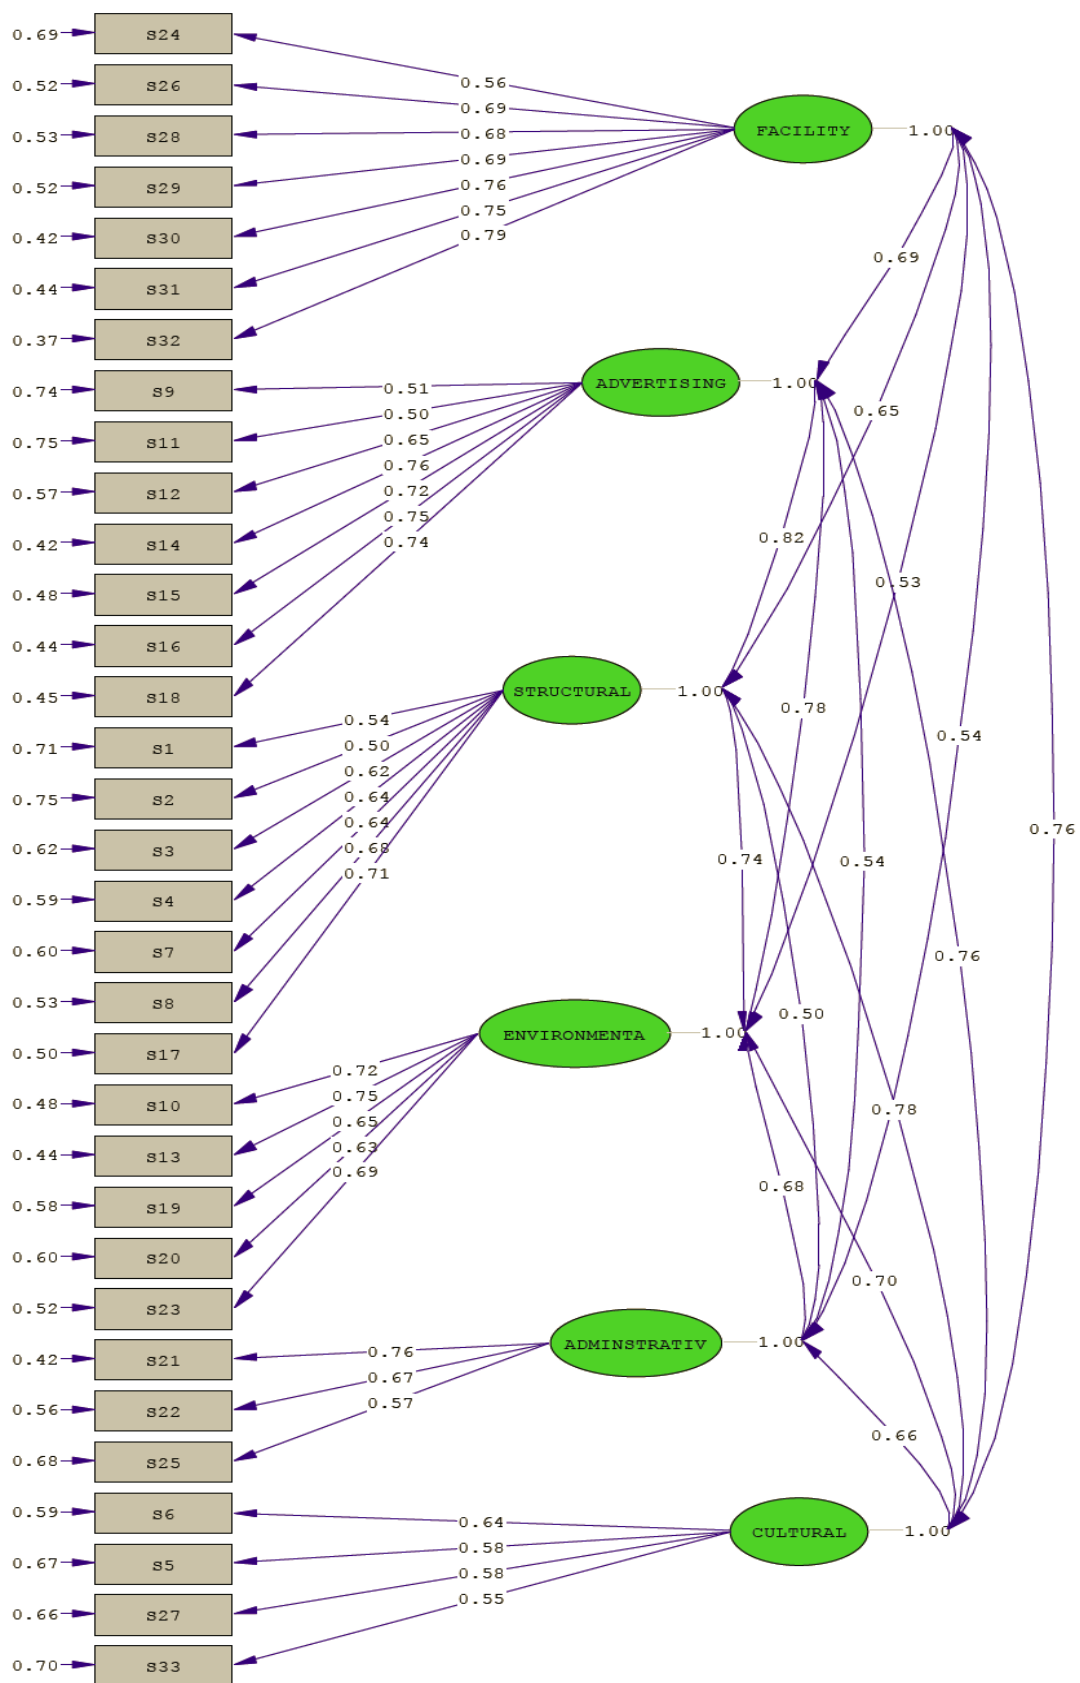 0.69 S24
0.56
0.52 S26
0.69
FACILITY 1.00
0.53 S28
0.68
0.69
0.52 S29
0.76
0.75
0.42 S30
0.79
0.69
0.44 S31
0.37 S32
ADVERTISING 1.00
0.74 S9
0.51
0.50
0.65
0.65
0.75 S11
0.76
0.72
0.57 S12
0.75
0.74
0.82
0.42 S14
0.53
0.48 S15
0.44 S16
STRUCTURAL 1.00
0.45 S18
0.54
0.78
0.54
0.71 S1
0.50
0.62
0.64
0.75 S2
0.64
0.76
0.68
0.62 S3
0.74
0.54
0.71
0.59 S4
0.60 S7
0.76
0.53 S8
0.50
ENVIRONMENTA 1.00
0.50 S17
0.72
0.75
0.48 S10
0.65
0.78
0.63
0.44 S13
0.69
0.68
0.58 S19
0.60 S20
0.70
0.52 S23
ADMINSTRATIV 1.00
0.42 S21
0.76
0.67
0.56 S22
0.57
0.66
0.68 S25
0.59 S6
0.64
CULTURAL 1.00
0.58
0.67 S5
0.58
0.55
0.66 S27
0.70 S33